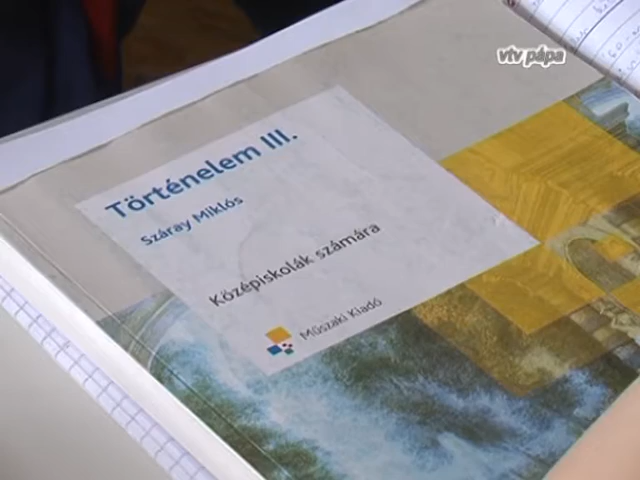 vtv pápa
Történelem III.
Száray Miklós
Középiskolák számára
Műszaki Kiadó